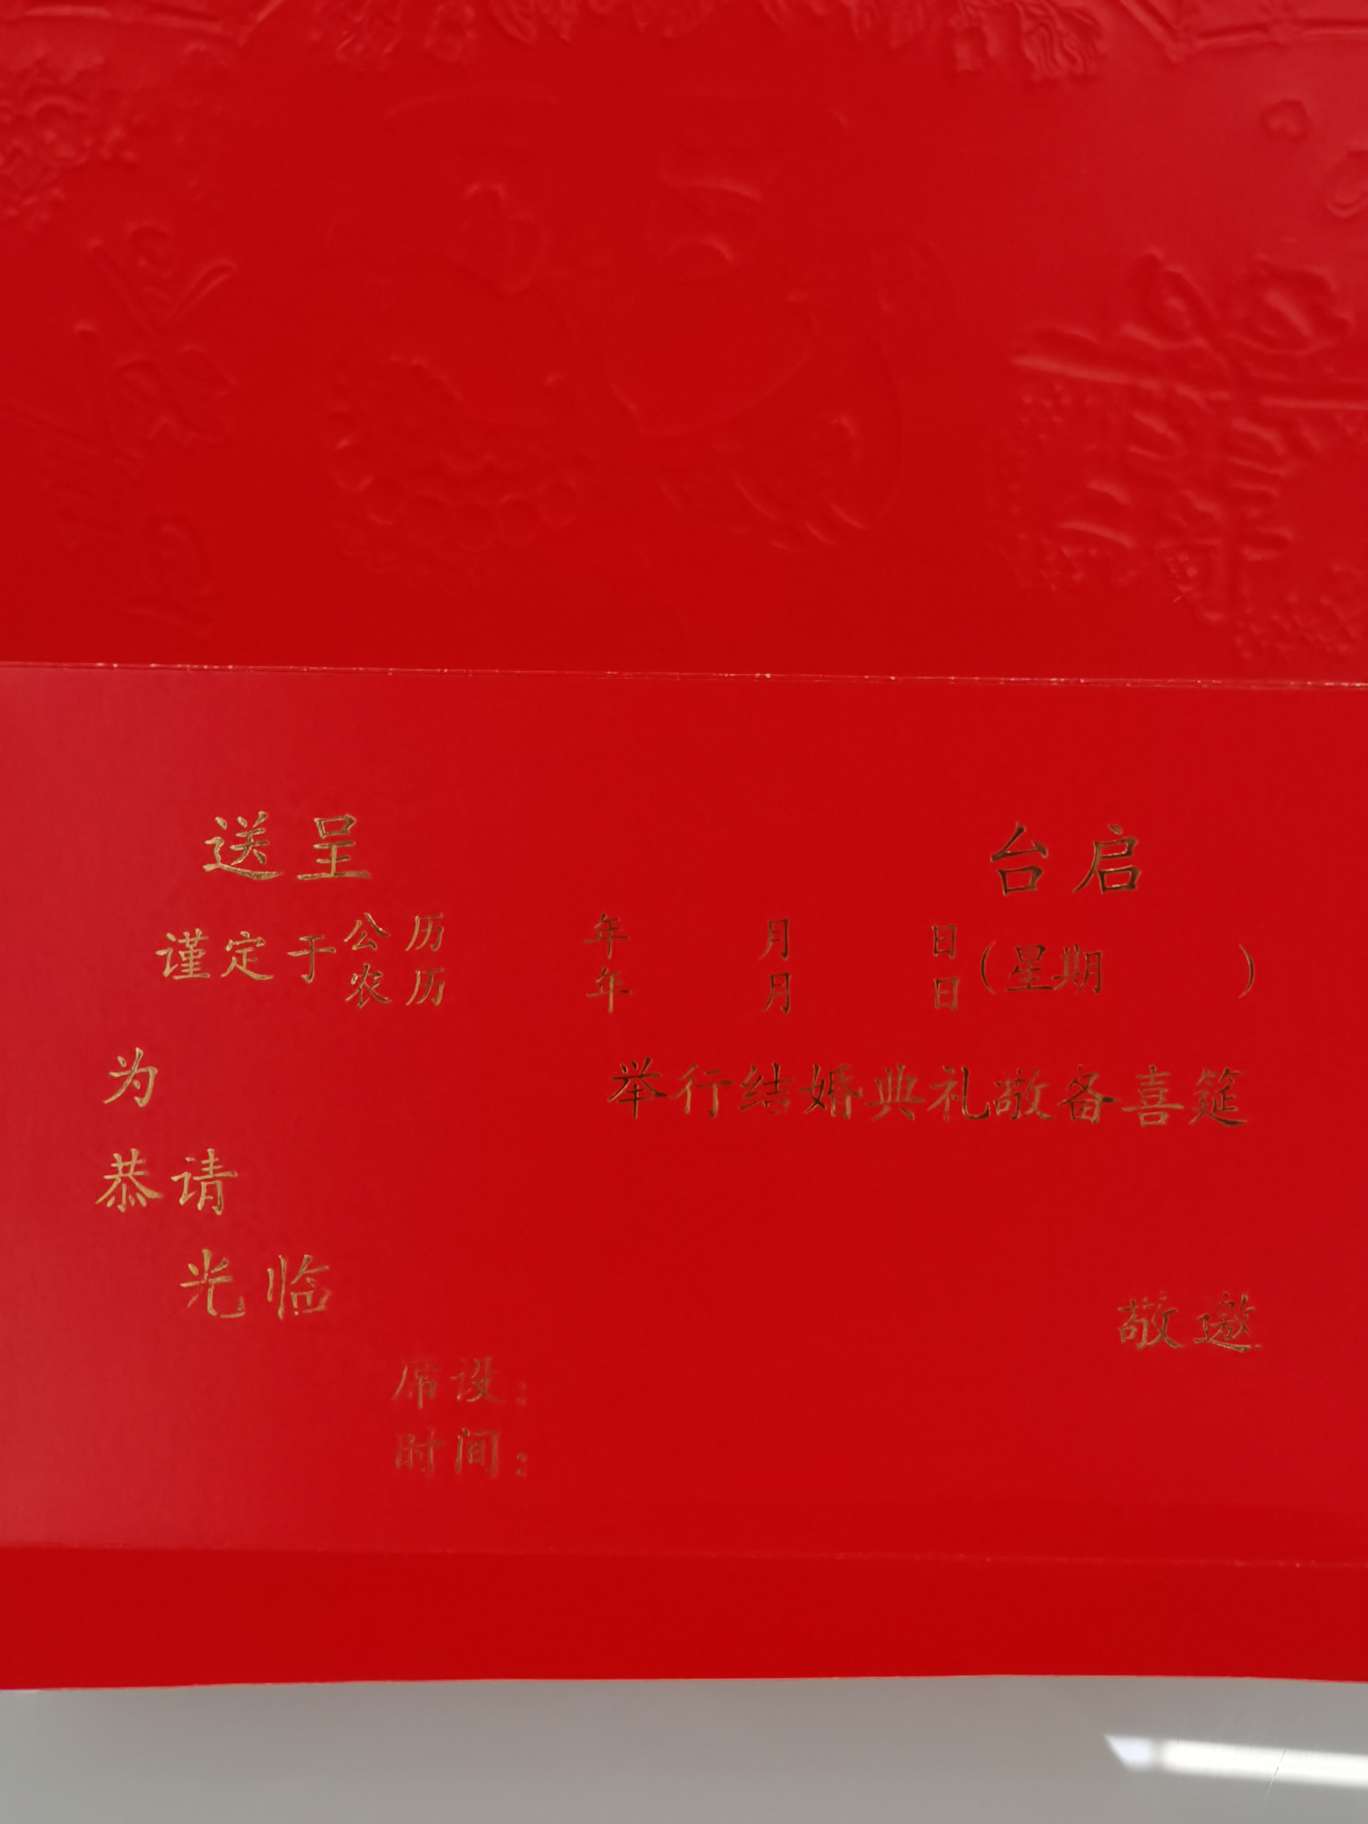 送呈 台启
谨定于公历 年 月 日(星期 )
农历 年 月 日
为 举行结婚典礼敬备喜筵
恭请
光临
敬邀
席设：
时间：